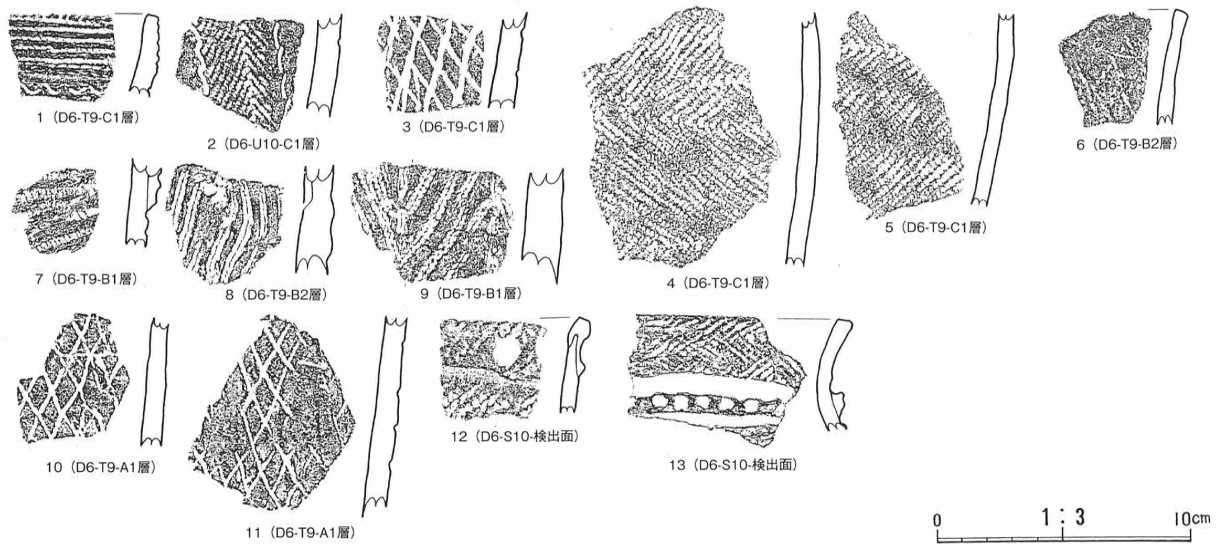 1（D6-T9-C1層）
2（D6-U10-C1層）
3（D6-T9-C1層）
4（D6-T9-C1層）
5（D6-T9-C1層）
6（D6-T9-B2層）
7（D6-T9-B1層）
8（D6-T9-B2層）
9（D6-T9-B1層）
10（D6-T9-A1層）
11（D6-T9-A1層）
12（D6-S10-検出面）
13（D6-S10-検出面）
0 1:3 10cm